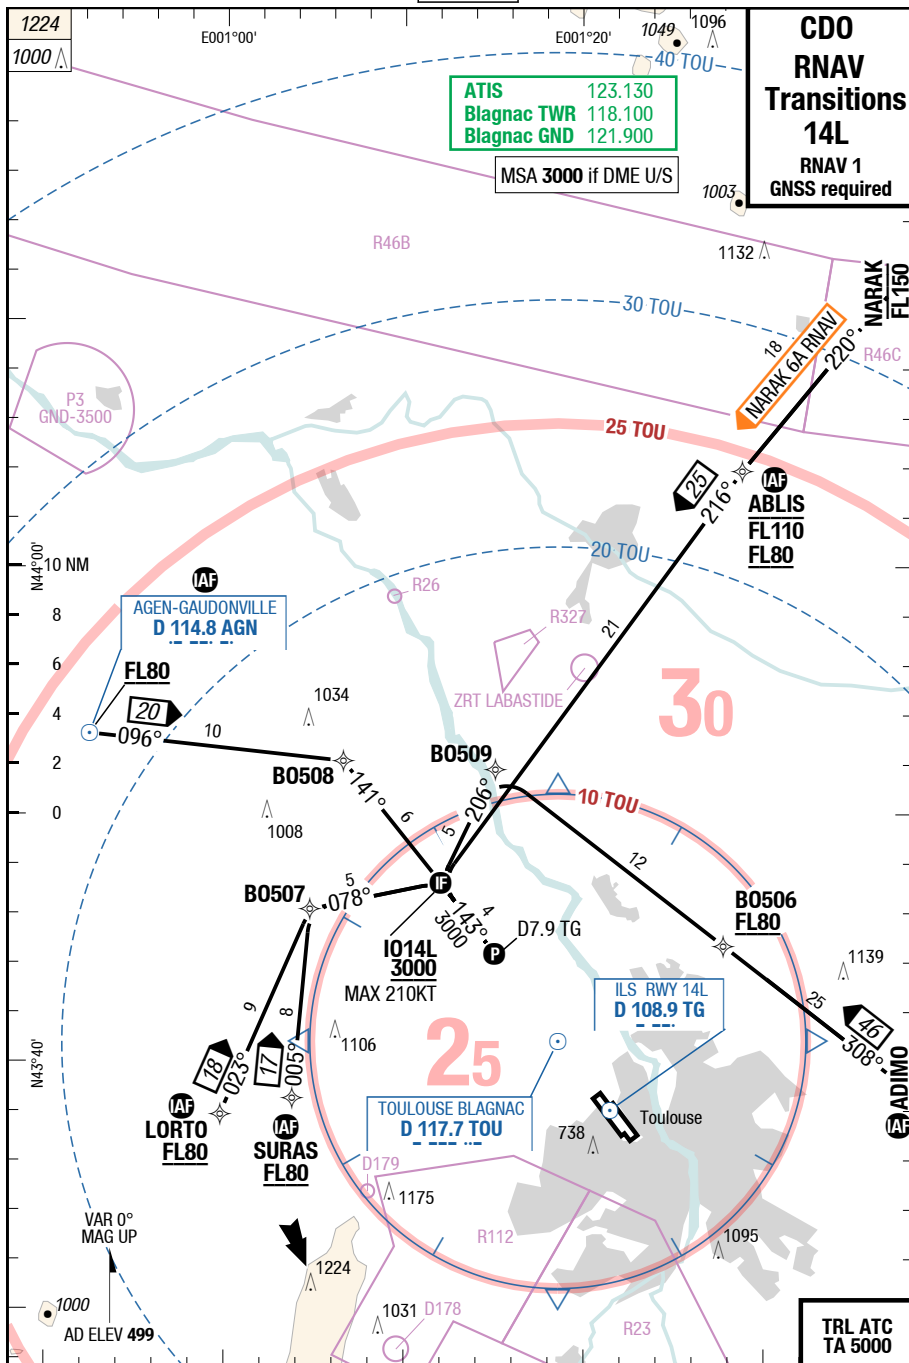 1224
1000
E001°00'
E001°20'
1049
1096
40 TOU
CDO
RNAV
Transitions
14L
RNAV 1
GNSS required
ATIS 123.130
Blagnac TWR 118.100
Blagnac GND 121.900
MSA 3000 if DME U/S
1003
R46B
1132
NARAK
FL150
30 TOU
18
NARAK 6A RNAV
220°
R46C
P3
GND-3500
25 TOU
25
216°
IAF
ABLIS
FL110
FL80
N44°00'
10 NM
20 TOU
IAF
R26
8
AGEN-GAUDONVILLE
D 114.8 AGN
R327
21
6
FL80
ZRT LABASTIDE
30
20
1034
4
096°
10
B0509
2
B0508
141°
206°
10 TOU
0
1008
6
5
12
B0507
5
078°
IF
B0506
FL80
143°
4
3000
D7.9 TG
P
IO14L
3000
MAX 210KT
1139
ILS RWY 14L
D 108.9 TG
9
8
25
46
308°
1106
25
N43°40'
18
023°
17
005°
ADIMO
IAF
IAF
LORTO
FL80
IAF
SURAS
FL80
TOULOUSE BLAGNAC
D 117.7 TOU
Toulouse
738
D179
1175
VAR 0°
MAG UP
R112
1095
1224
1000
1031
D178
AD ELEV 499
R23
TRL ATC
TA 5000